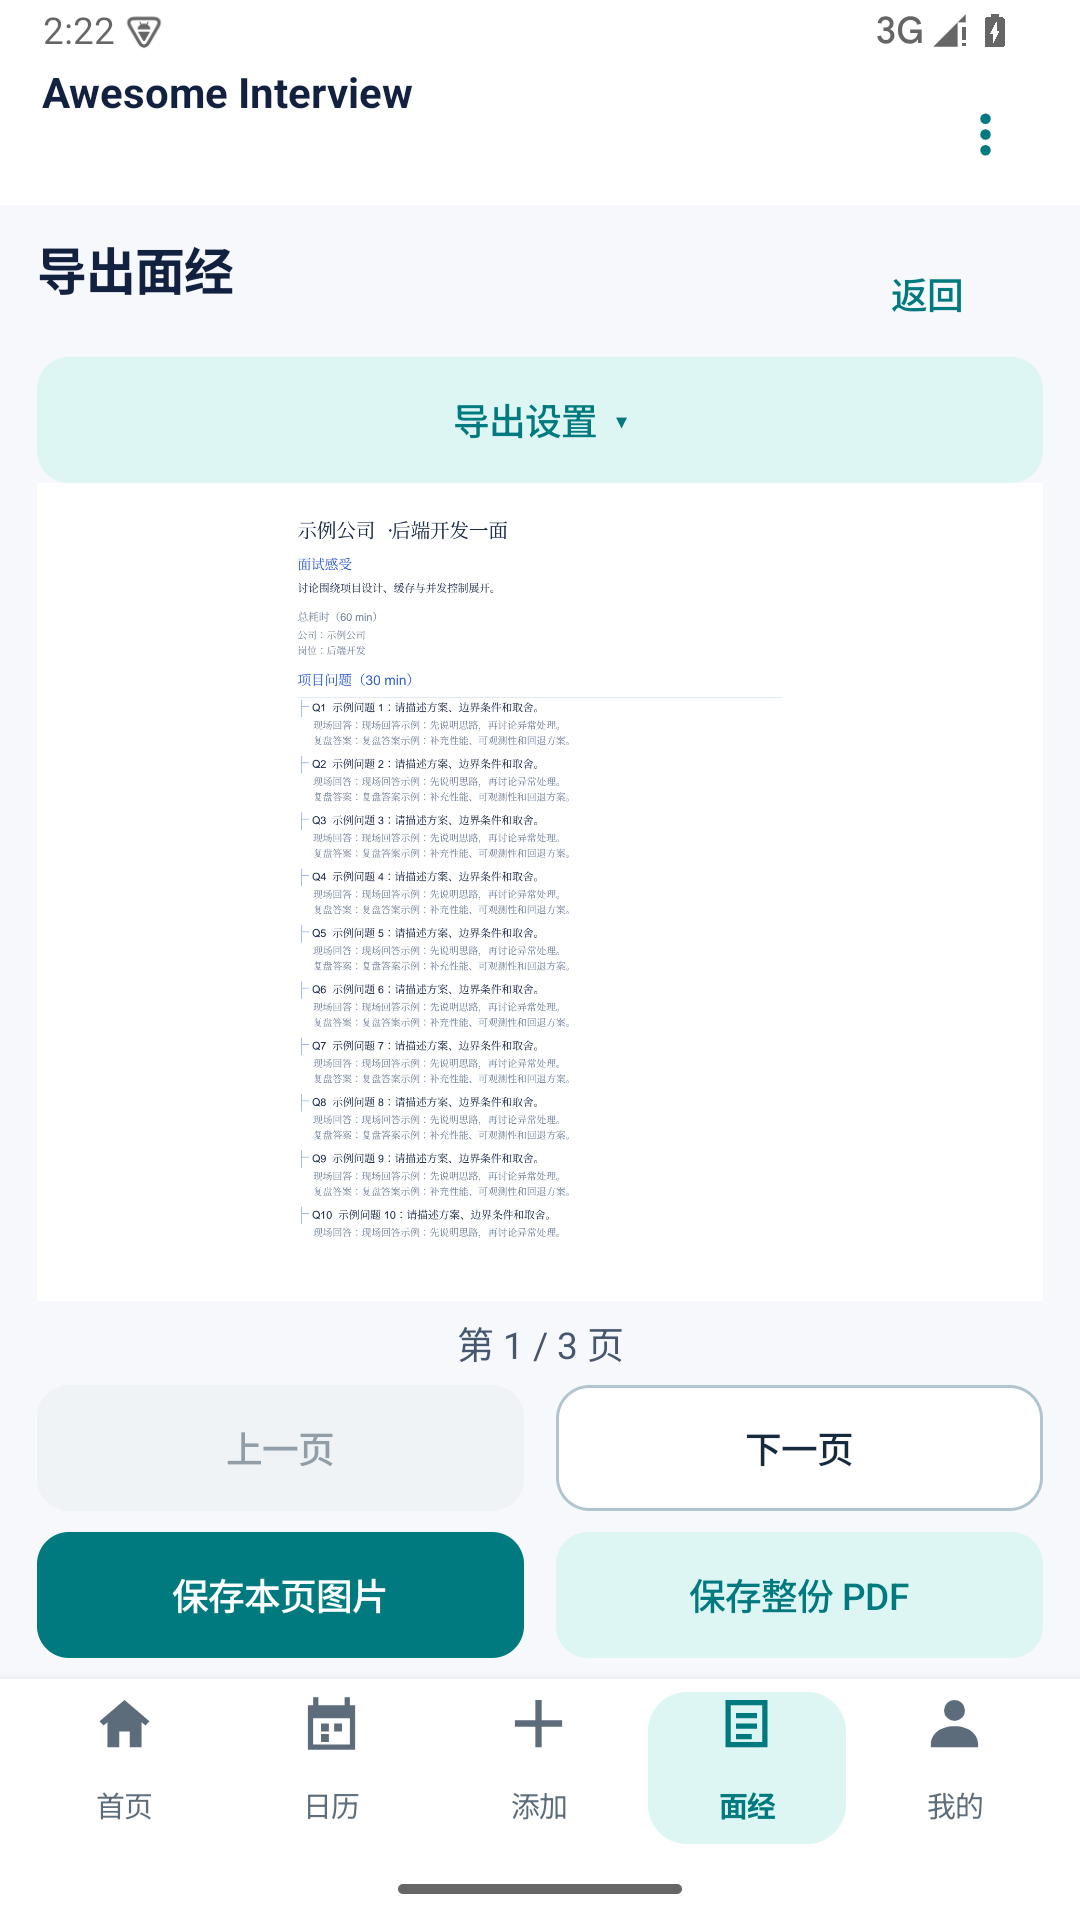 2:22
3G
Awesome Interview
导出面经
返回
导出设置 ▾
示例公司 ·后端开发一面
面试感受
讨论围绕项目设计、缓存与并发控制展开。
总耗时（60 min）
公司：示例公司
岗位：后端开发
项目问题（30 min）
Q1 示例问题 1：请描述方案、边界条件和取舍。
现场回答：现场回答示例：先说明思路，再讨论异常处理。
复盘答案：复盘答案示例：补充性能、可观测性和回退方案。
Q2 示例问题 2：请描述方案、边界条件和取舍。
现场回答：现场回答示例：先说明思路，再讨论异常处理。
复盘答案：复盘答案示例：补充性能、可观测性和回退方案。
Q3 示例问题 3：请描述方案、边界条件和取舍。
现场回答：现场回答示例：先说明思路，再讨论异常处理。
复盘答案：复盘答案示例：补充性能、可观测性和回退方案。
Q4 示例问题 4：请描述方案、边界条件和取舍。
现场回答：现场回答示例：先说明思路，再讨论异常处理。
复盘答案：复盘答案示例：补充性能、可观测性和回退方案。
Q5 示例问题 5：请描述方案、边界条件和取舍。
现场回答：现场回答示例：先说明思路，再讨论异常处理。
复盘答案：复盘答案示例：补充性能、可观测性和回退方案。
Q6 示例问题 6：请描述方案、边界条件和取舍。
现场回答：现场回答示例：先说明思路，再讨论异常处理。
复盘答案：复盘答案示例：补充性能、可观测性和回退方案。
Q7 示例问题 7：请描述方案、边界条件和取舍。
现场回答：现场回答示例：先说明思路，再讨论异常处理。
复盘答案：复盘答案示例：补充性能、可观测性和回退方案。
Q8 示例问题 8：请描述方案、边界条件和取舍。
现场回答：现场回答示例：先说明思路，再讨论异常处理。
复盘答案：复盘答案示例：补充性能、可观测性和回退方案。
Q9 示例问题 9：请描述方案、边界条件和取舍。
现场回答：现场回答示例：先说明思路，再讨论异常处理。
复盘答案：复盘答案示例：补充性能、可观测性和回退方案。
Q10 示例问题 10：请描述方案、边界条件和取舍。
现场回答：现场回答示例：先说明思路，再讨论异常处理。
第 1 / 3 页
上一页
下一页
保存本页图片
保存整份 PDF
首页
日历
添加
面经
我的